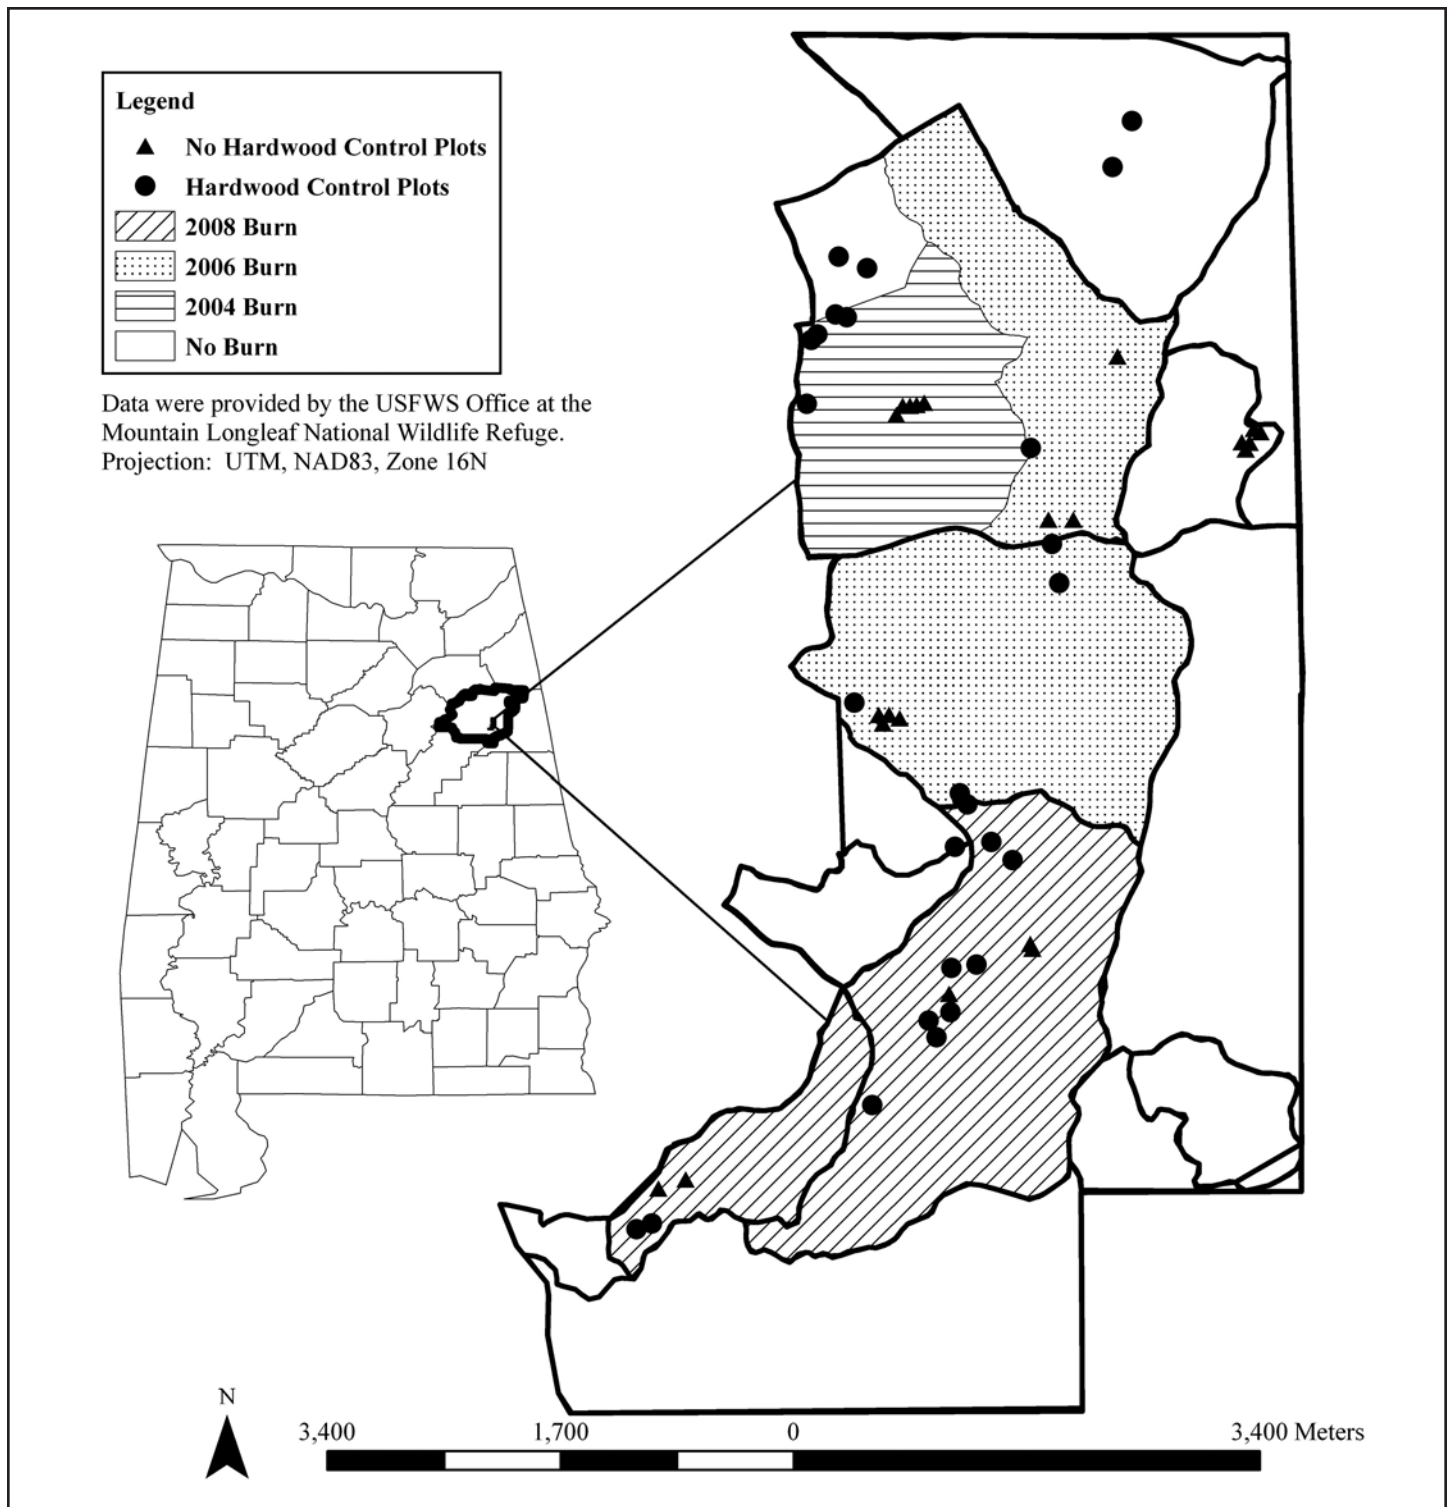 Legend
No Hardwood Control Plots
Hardwood Control Plots
2008 Burn
2006 Burn
2004 Burn
No Burn
Data were provided by the USFWS Office at the
Mountain Longleaf National Wildlife Refuge.
Projection: UTM, NAD83, Zone 16N
N
3,400 1,700 0 3,400 Meters